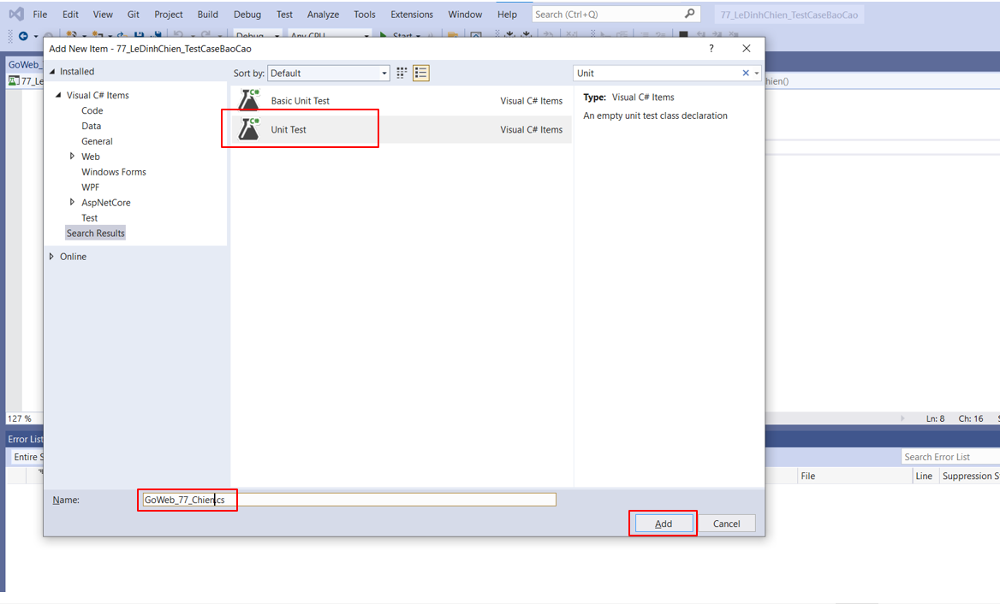 File Edit View Git Project Build Debug Test Analyze Tools Extensions Window Help Search (Ctrl+Q) 77_LeDinhChien_TestCaseBaoCao
Debug Any CPU Start
Add New Item - 77_LeDinhChien_TestCaseBaoCao ?
GoWeb_
77_Le
hien()
Installed
Sort by: Default
Unit
Visual C# Items
Code
Data
General
Web
Windows Forms
WPF
AspNetCore
Test
Search Results
Online
C# Basic Unit Test Visual C# Items
C# Unit Test Visual C# Items
Type: Visual C# Items
An empty unit test class declaration
127 %
Ln: 8 Ch: 16
Error List
Entire S
Search Error List
File Line Suppression S
Name: GoWeb_77_Chien.cs
Add Cancel